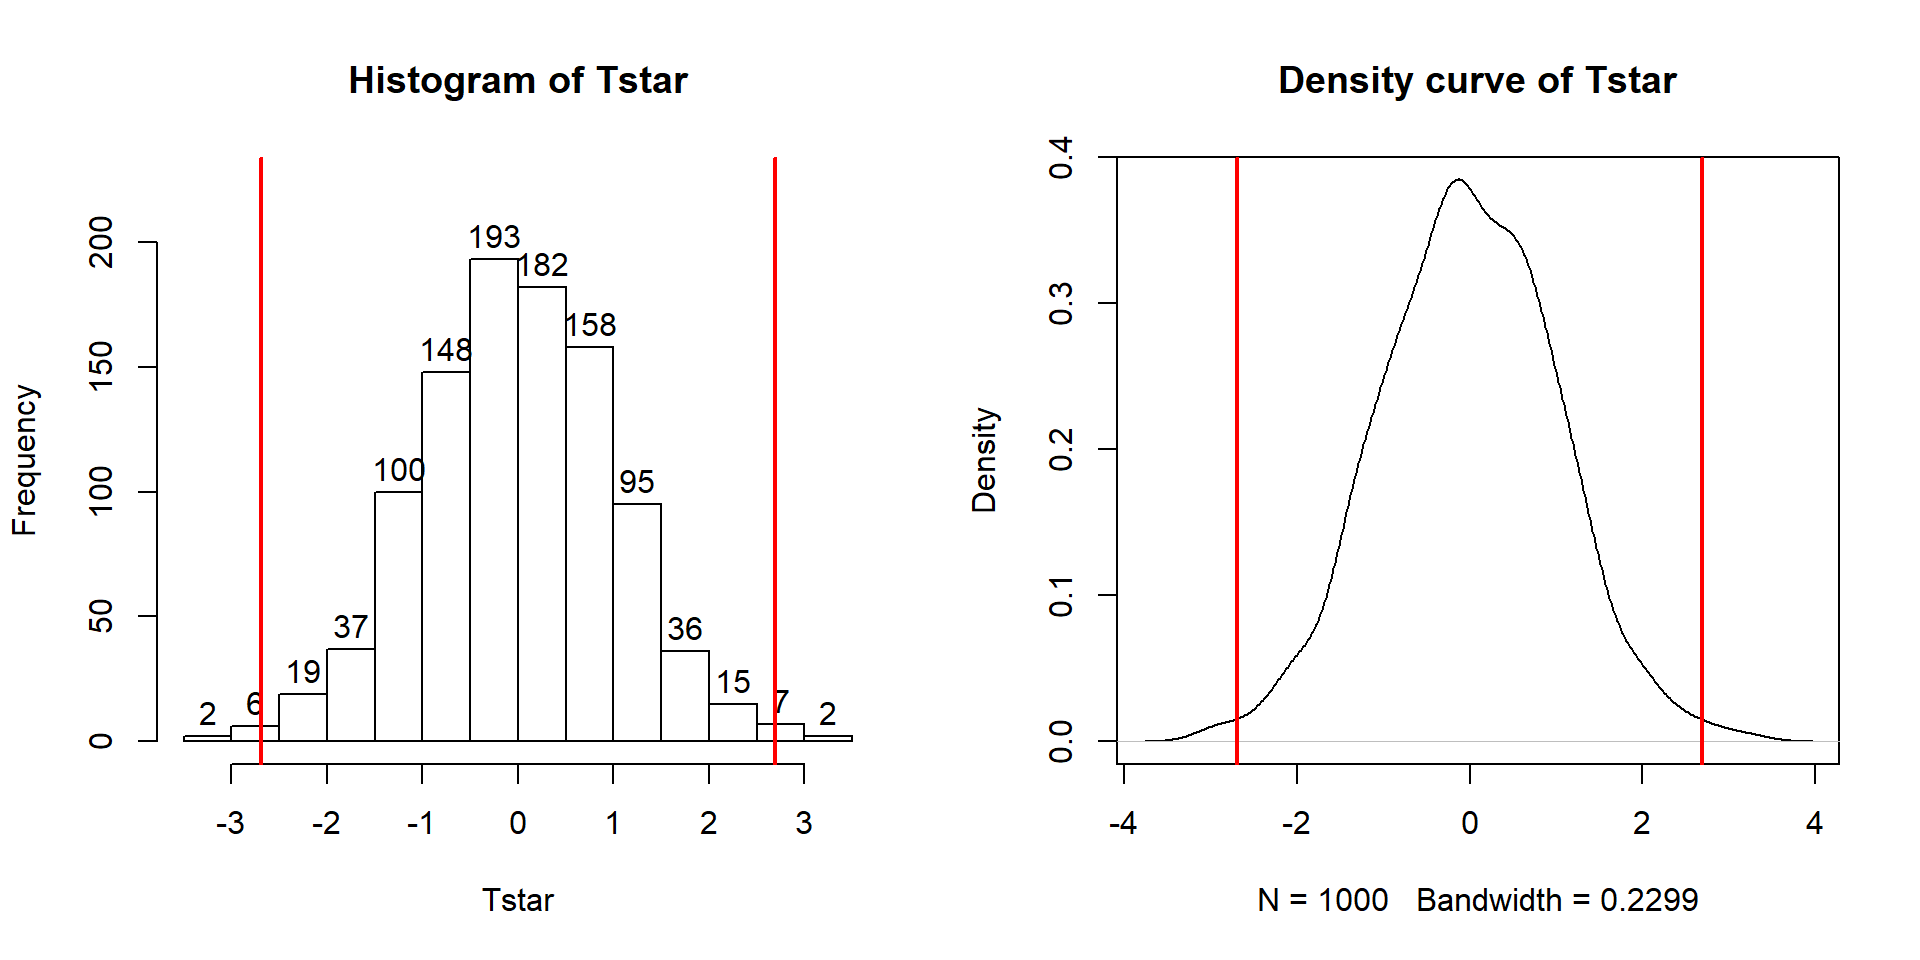 Histogram of Tstar
Frequency
0 50 100 150 200
2 6 19 37 100 148 193 182 158 95 36 15 7 2
-3 -2 -1 0 1 2 3
Tstar
Density curve of Tstar
Density
0.0 0.1 0.2 0.3 0.4
-4 -2 0 2 4
N = 1000 Bandwidth = 0.2299